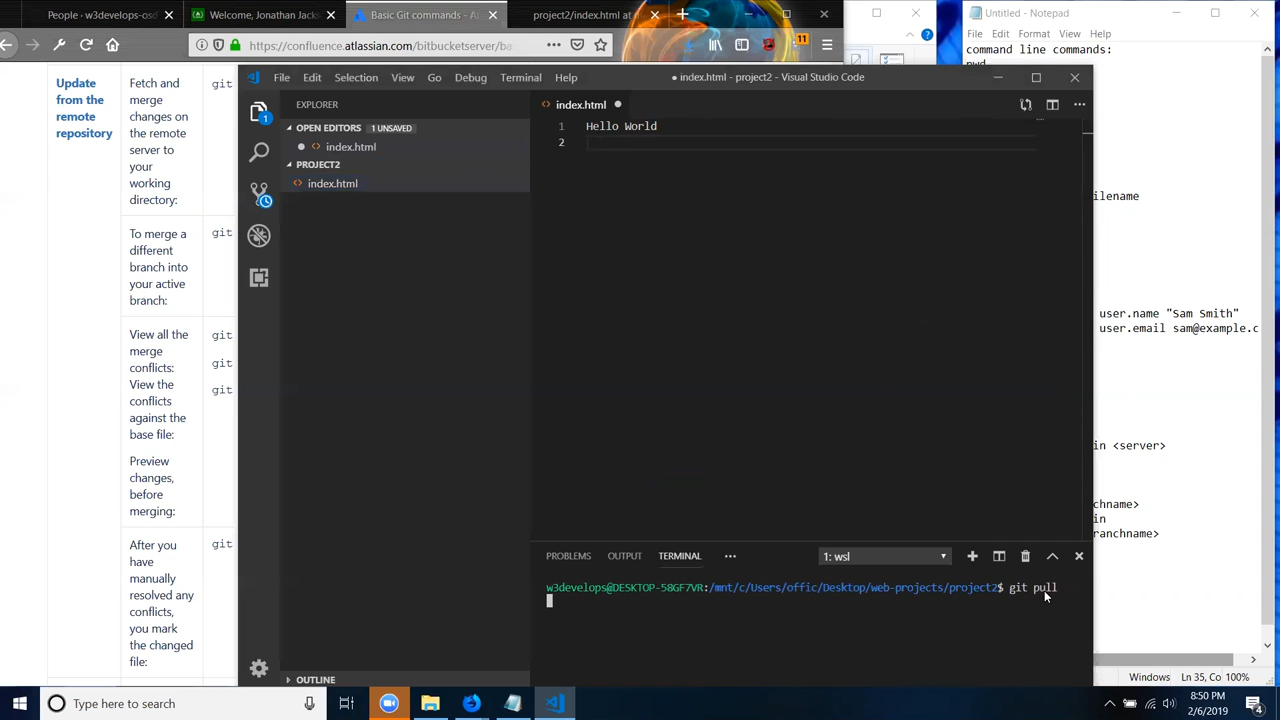 People · w3develops-osd
Welcome, Jonathan Jacks
Basic Git commands - At
project2/index.html at
https://confluence.atlassian.com/bitbucketserver/ba
11
Untitled - Notepad
File Edit Format View Help
command line commands:
pwd
ilename
user.name "Sam Smith"
user.email sam@example.c
in <server>
chname>
in
ranchname>
Windows Ln 35, Co 100%
Update from the remote repository
Fetch and
merge
changes on
the remote
server to
your
working
directory:
git
To merge a
different
branch into
your active
branch:
git
View all the
merge
conflicts:
View the
conflicts
against the
base file:
Preview
changes,
before
merging:
git
git
git
After you
have
manually
resolved any
conflicts,
you mark
the changed
file:
git
File Edit Selection View Go Debug Terminal Help
● index.html - project2 - Visual Studio Code
EXPLORER
OPEN EDITORS 1 UNSAVED
index.html
PROJECT2
index.html
OUTLINE
1
index.html
1 Hello World
2
PROBLEMS OUTPUT TERMINAL ... 1: wsl
w3develops@DESKTOP-58GF7VR:/mnt/c/Users/offic/Desktop/web-projects/project2$ git pull
Type here to search
8:50 PM
2/6/2019
4